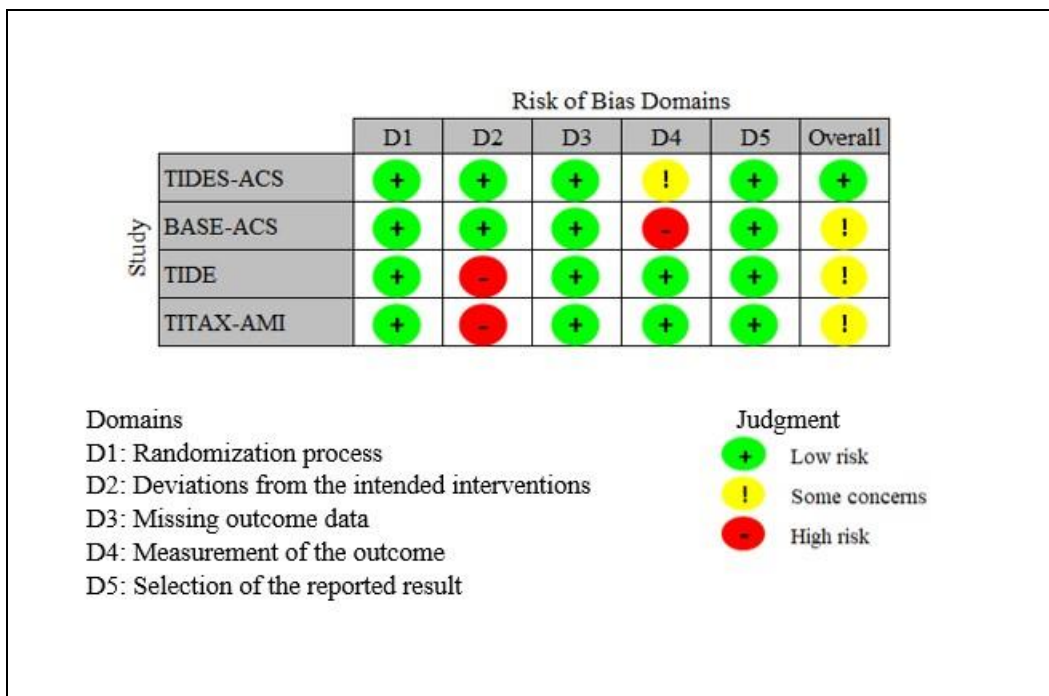 Risk of Bias Domains
D1 D2 D3 D4 D5 Overall
Study
TIDES-ACS + + + ! + +
BASE-ACS + + + - + !
TIDE + - + + + !
TITAX-AMI + - + + + !
Domains
D1: Randomization process
D2: Deviations from the intended interventions
D3: Missing outcome data
D4: Measurement of the outcome
D5: Selection of the reported result
Judgment
+ Low risk
! Some concerns
- High risk